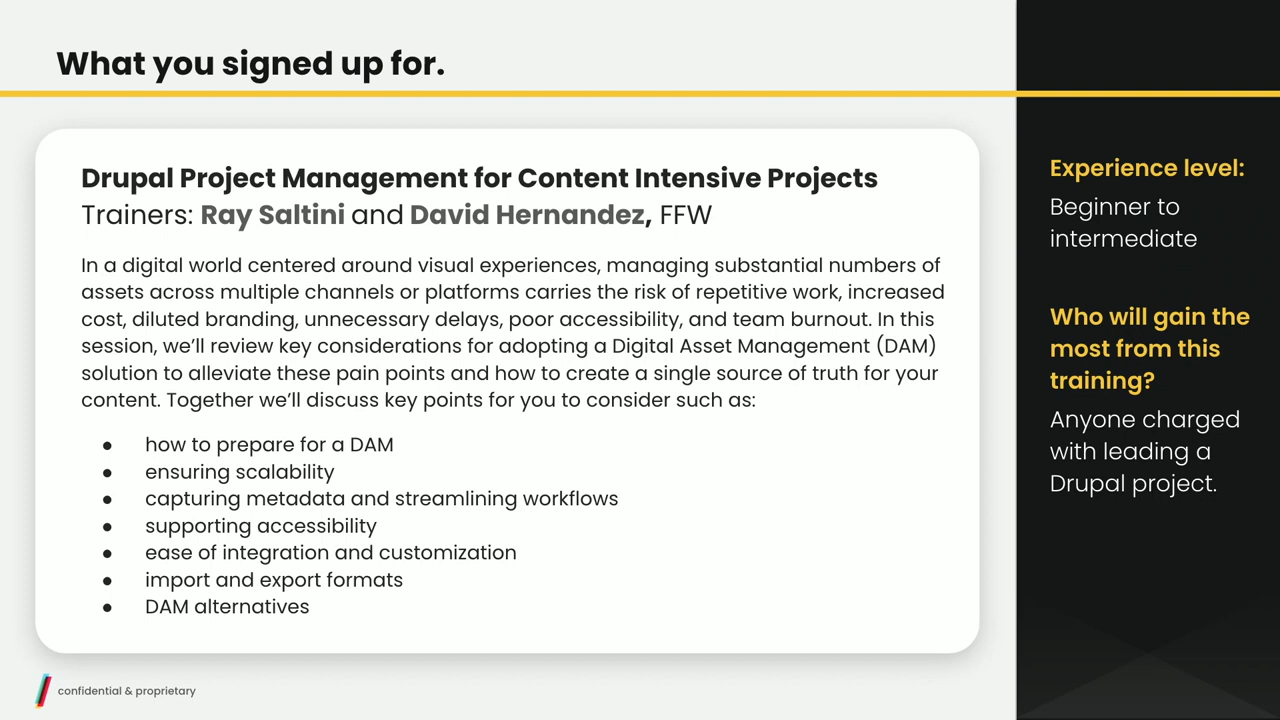 What you signed up for.
Drupal Project Management for Content Intensive Projects
Trainers: Ray Saltini and David Hernandez, FFW
In a digital world centered around visual experiences, managing substantial numbers of
assets across multiple channels or platforms carries the risk of repetitive work, increased
cost, diluted branding, unnecessary delays, poor accessibility, and team burnout. In this
session, we’ll review key considerations for adopting a Digital Asset Management (DAM)
solution to alleviate these pain points and how to create a single source of truth for your
content. Together we’ll discuss key points for you to consider such as:
● how to prepare for a DAM
● ensuring scalability
● capturing metadata and streamlining workflows
● supporting accessibility
● ease of integration and customization
● import and export formats
● DAM alternatives
Experience level:
Beginner to
intermediate
Who will gain the
most from this
training?
Anyone charged
with leading a
Drupal project.
confidential & proprietary